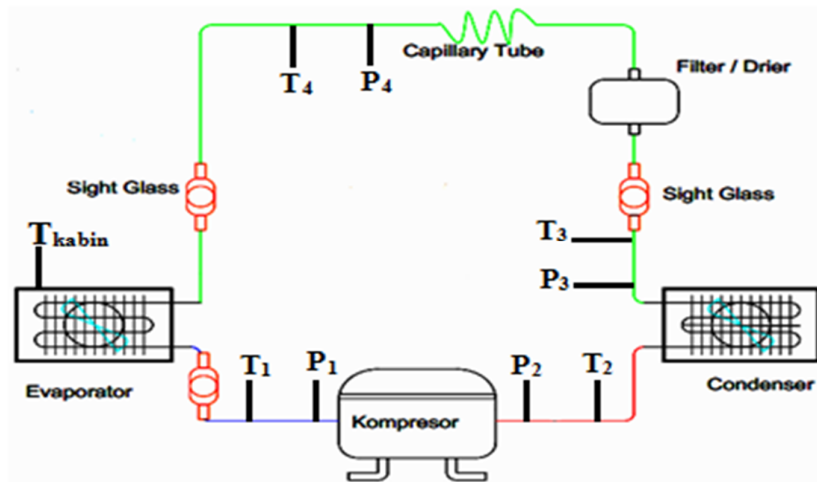 Capillary Tube
Filter / Drier
T4
P4
Sight Glass
Sight Glass
Tkabin
T3
P3
T1
P1
P2
T2
Evaporator
Kompresor
Condenser